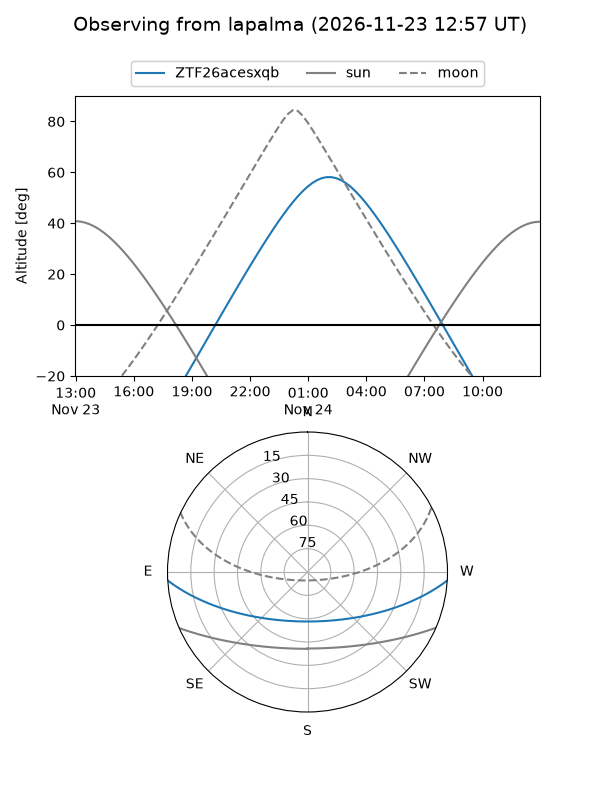 Observing from lapalma (2026-11-23 12:57 UT)
ZTF26acesxqb sun moon
Altitude [deg]
80
60
40
20
0
−20
13:00 16:00 19:00 22:00 01:00 04:00 07:00 10:00
Nov 23 Nov 24
N
NE NW
15
30
45
60
75
E W
SE SW
S